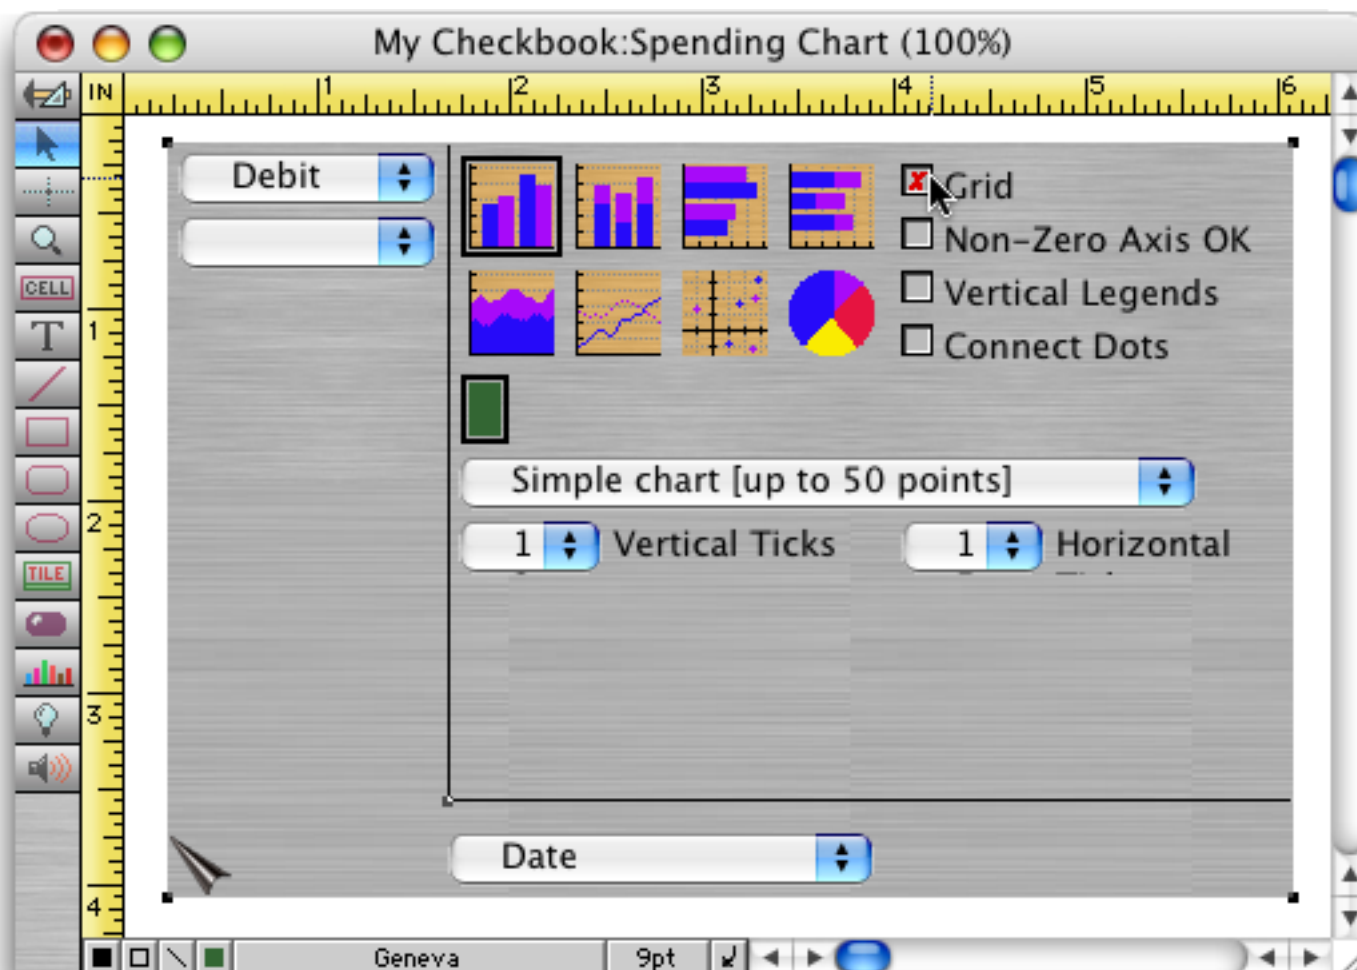 My Checkbook:Spending Chart (100%)
IN
1 2 3 4 5 6
Debit
Grid
Non-Zero Axis OK
Vertical Legends
Connect Dots
CELL
T
1
Simple chart [up to 50 points]
2
1 Vertical Ticks 1 Horizontal
TILE
3
Date
4
Geneva 9pt